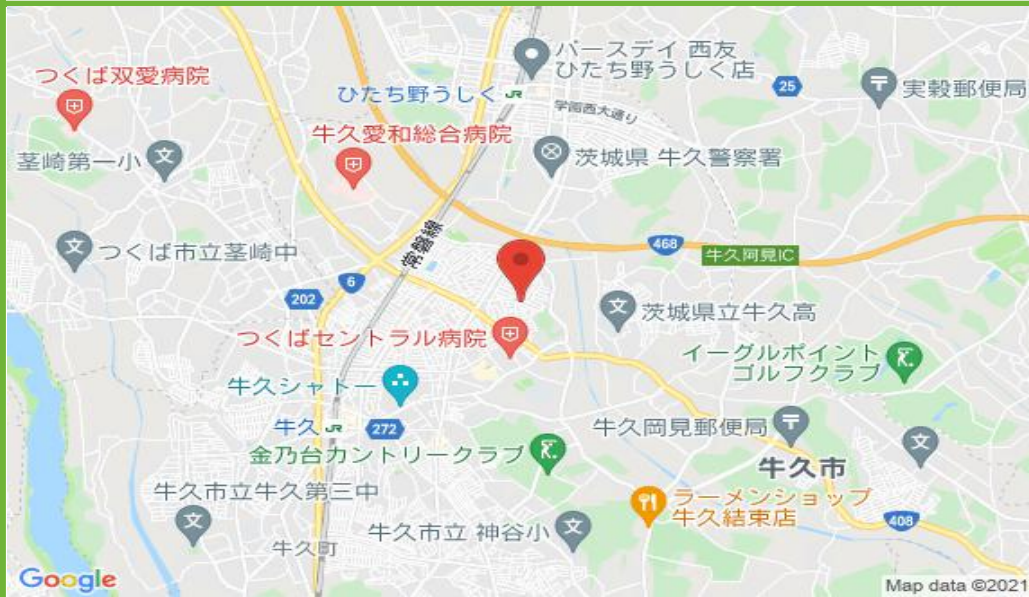 バースデイ 西友
ひたち野うしく店
つくば双愛病院
25
実穀郵便局
ひたち野うしく JR
学園西大通り
牛久愛和総合病院
茎崎第一小
茨城県 牛久警察署
常磐線
つくば市立茎崎中
468
牛久阿見IC
6
202
茨城県立牛久高
つくばセントラル病院
イーグルポイント
ゴルフクラブ
牛久シャトー
牛久 JR
272
牛久岡見郵便局
金乃台カントリークラブ
牛久市
牛久市立牛久第三中
ラーメンショップ
牛久結束店
408
牛久市立 神谷小
牛久町
Google
Map data ©2021